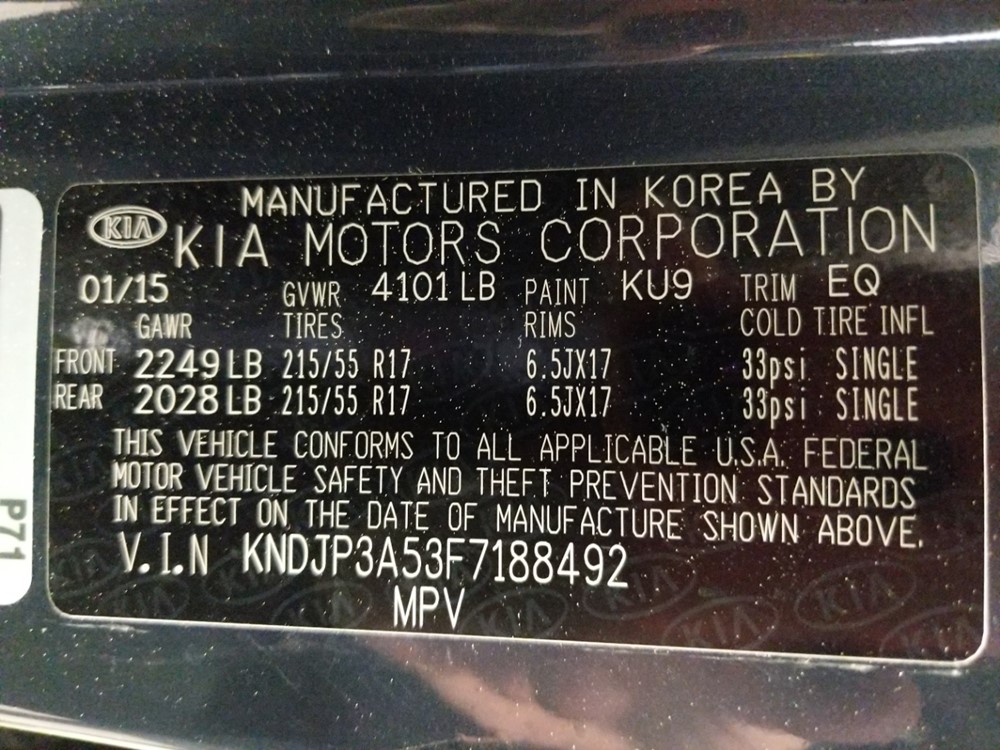 MANUFACTURED IN KOREA BY
KIA KIA MOTORS CORPORATION
01/15 GVWR 4101 LB PAINT KU9 TRIM EQ
GAWR TIRES RIMS COLD TIRE INFL
FRONT 2249 LB 215/55 R17 6.5JX17 33psi SINGLE
REAR 2028 LB 215/55 R17 6.5JX17 33psi SINGLE
THIS VEHICLE CONFORMS TO ALL APPLICABLE U.S.A. FEDERAL
MOTOR VEHICLE SAFETY AND THEFT PREVENTION STANDARDS
IN EFFECT ON THE DATE OF MANUFACTURE SHOWN ABOVE.
V.I.N KNDJP3A53F7188492
MPV
P71